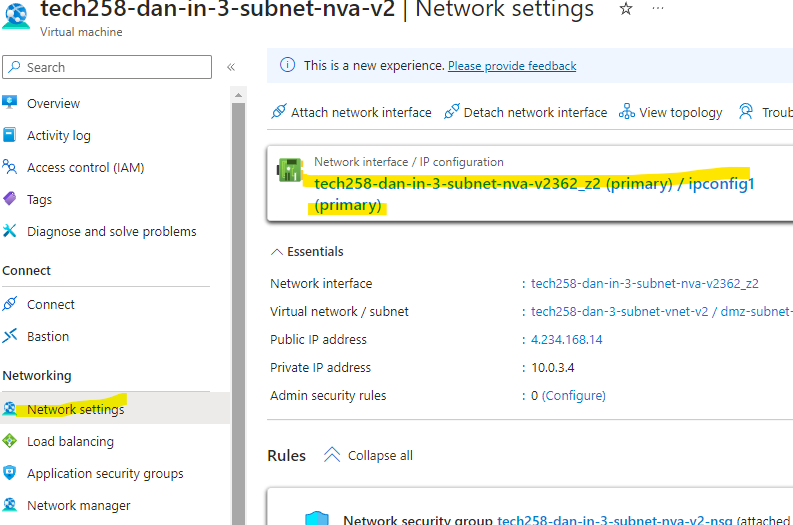 tech258-dan-in-3-subnet-nva-v2 | Network settings ☆ ···
Virtual machine
Search «
Overview
Activity log
Access control (IAM)
Tags
Diagnose and solve problems
Connect
Connect
Bastion
Networking
Network settings
Load balancing
Application security groups
Network manager
This is a new experience. Please provide feedback
Attach network interface Detach network interface View topology Troub
Network interface / IP configuration
tech258-dan-in-3-subnet-nva-v2362_z2 (primary) / ipconfig1
(primary)
Essentials
Network interface : tech258-dan-in-3-subnet-nva-v2362_z2
Virtual network / subnet : tech258-dan-3-subnet-vnet-v2 / dmz-subnet-
Public IP address : 4.234.168.14
Private IP address : 10.0.3.4
Admin security rules : 0 (Configure)
Rules Collapse all
Network security group tech258-dan-in-3-subnet-nva-v2-nsg (attached